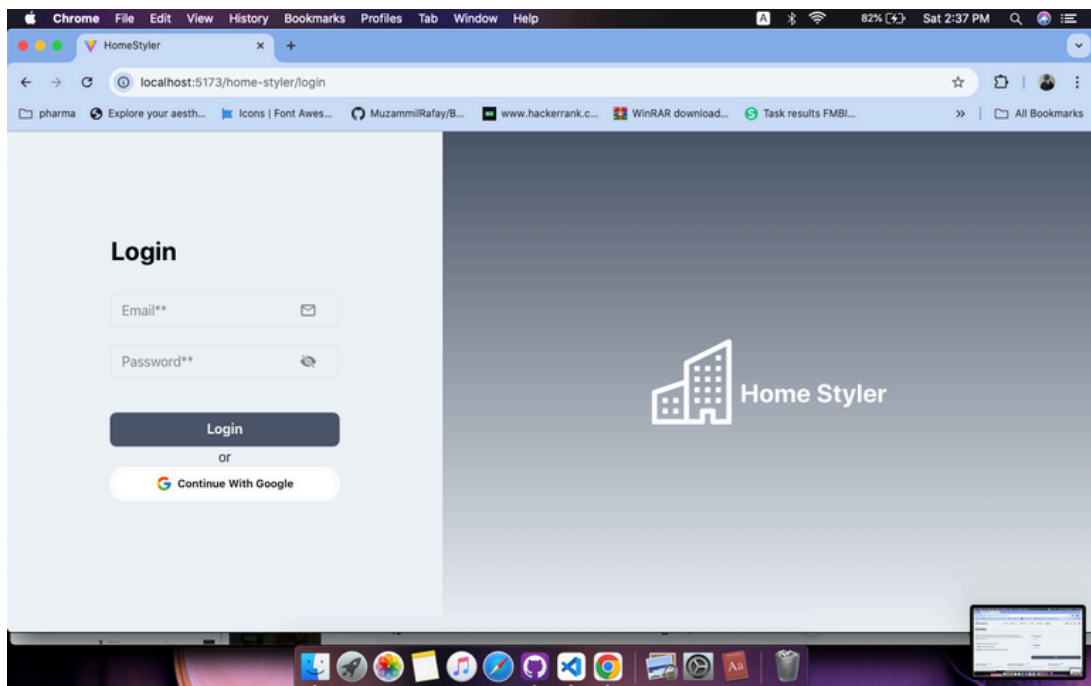 Chrome File Edit View History Bookmarks Profiles Tab Window Help A 82% Sat 2:37 PM
HomeStyler
localhost:5173/home-styler/login
pharma Explore your aesth... Icons | Font Awes... MuzammilRafay/B... www.hackerrank.c... WinRAR download... Task results FMBI... » All Bookmarks
Login
Email**
Password**
Login
or
Continue With Google
Home Styler
Aa